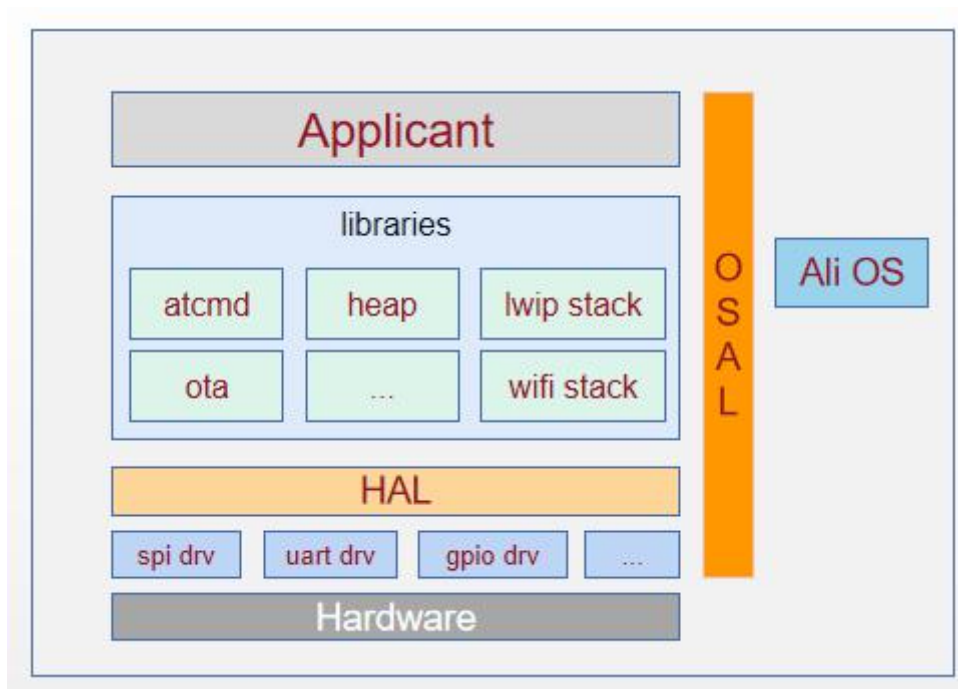 Applicant
libraries
atcmd
heap
lwip stack
ota
...
wifi stack
HAL
spi drv
uart drv
gpio drv
...
Hardware
O
S
A
L
Ali OS